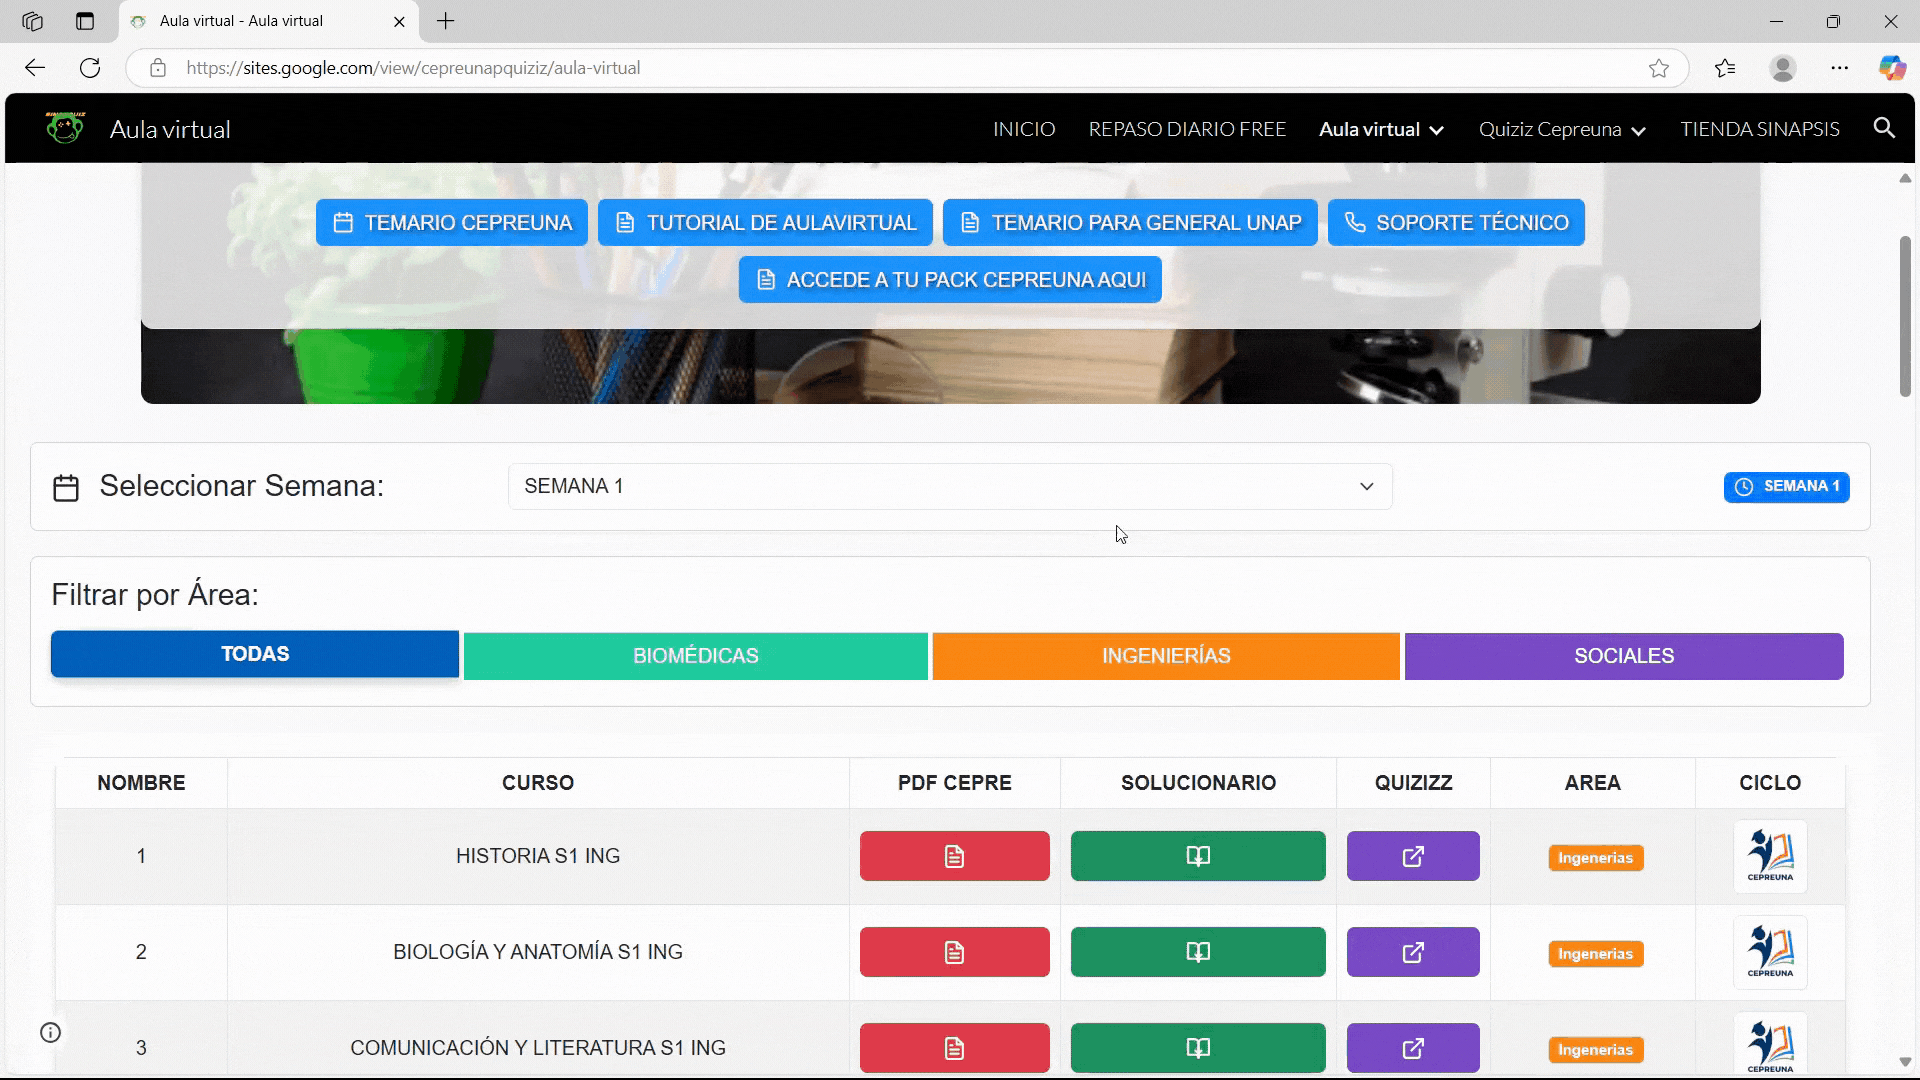 Aula virtual - Aula virtual
https://sites.google.com/view/cepreunapquiziz/aula-virtual
Aula virtual
INICIO
REPASO DIARIO FREE
Aula virtual
Quiziz Cepreuna
TIENDA SINAPSIS
TEMARIO CEPREUNA
TUTORIAL DE AULAVIRTUAL
TEMARIO PARA GENERAL UNAP
SOPORTE TÉCNICO
ACCEDE A TU PACK CEPREUNA AQUI
Seleccionar Semana:
SEMANA 1
SEMANA 1
Filtrar por Área:
TODAS
BIOMÉDICAS
INGENIERÍAS
SOCIALES
NOMBRE CURSO PDF CEPRE SOLUCIONARIO QUIZIZZ AREA CICLO
1 HISTORIA S1 ING Ingenerias CEPREUNA
2 BIOLOGÍA Y ANATOMÍA S1 ING Ingenerias CEPREUNA
3 COMUNICACIÓN Y LITERATURA S1 ING Ingenerias CEPREUNA